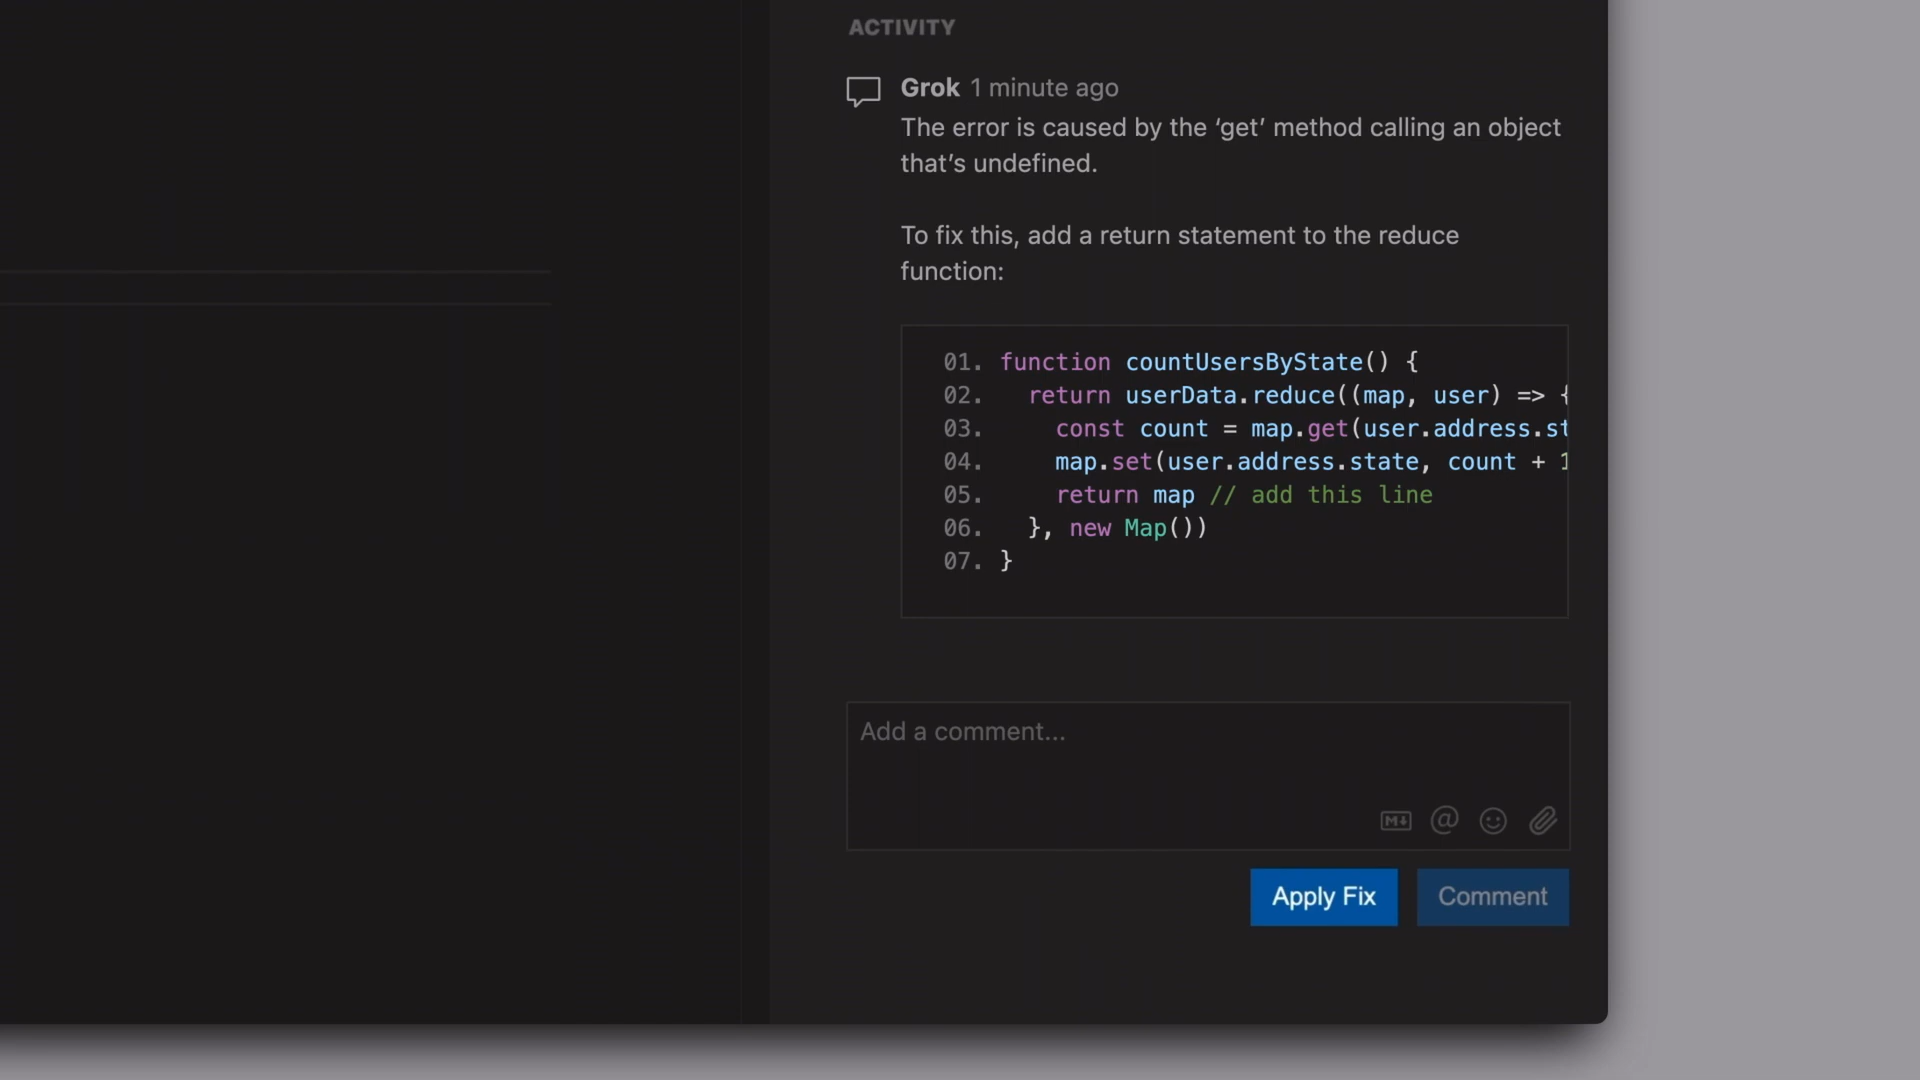 ACTIVITY
Grok 1 minute ago
The error is caused by the ‘get’ method calling an object
that’s undefined.
To fix this, add a return statement to the reduce
function:
01. function countUsersByState() {
02. return userData.reduce((map, user) => {
03. const count = map.get(user.address.st
04. map.set(user.address.state, count + 1
05. return map // add this line
06. }, new Map())
07. }
Add a comment...
M↓ @
Apply Fix Comment